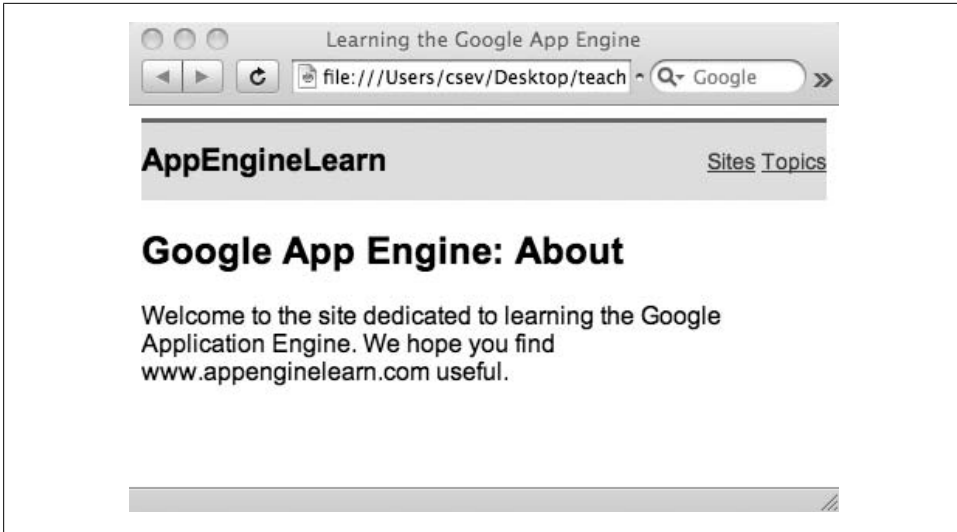 Learning the Google App Engine
file:///Users/csev/Desktop/teach
Google
AppEngineLearn
Sites Topics
Google App Engine: About
Welcome to the site dedicated to learning the Google
Application Engine. We hope you find
www.appenginelearn.com useful.